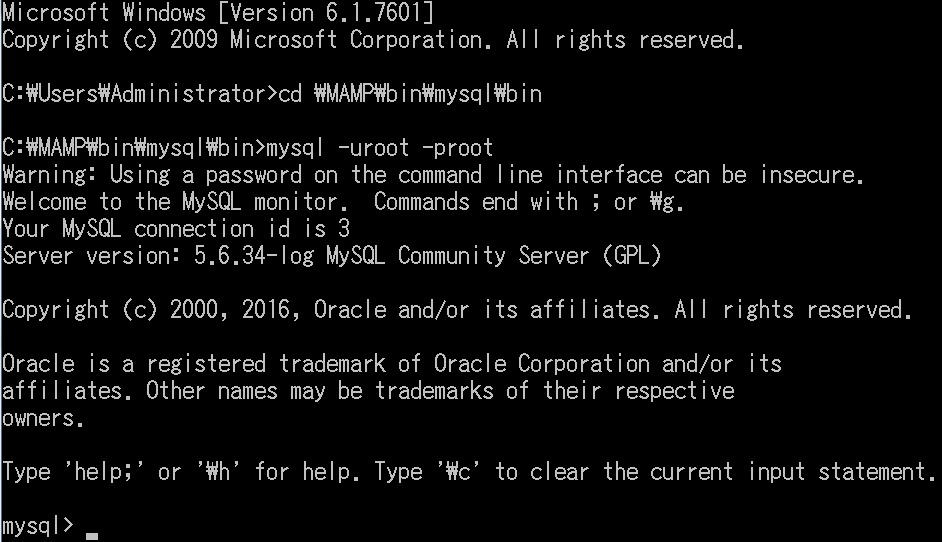 Microsoft Windows [Version 6.1.7601]
Copyright (c) 2009 Microsoft Corporation. All rights reserved.
C:₩Users₩Administrator>cd ₩MAMP₩bin₩mysql₩bin
C:₩MAMP₩bin₩mysql₩bin>mysql -uroot -proot
Warning: Using a password on the command line interface can be insecure.
Welcome to the MySQL monitor.  Commands end with ; or ₩g.
Your MySQL connection id is 3
Server version: 5.6.34-log MySQL Community Server (GPL)
Copyright (c) 2000, 2016, Oracle and/or its affiliates. All rights reserved.
Oracle is a registered trademark of Oracle Corporation and/or its
affiliates. Other names may be trademarks of their respective
owners.
Type 'help;' or '₩h' for help. Type '₩c' to clear the current input statement.
mysql> _